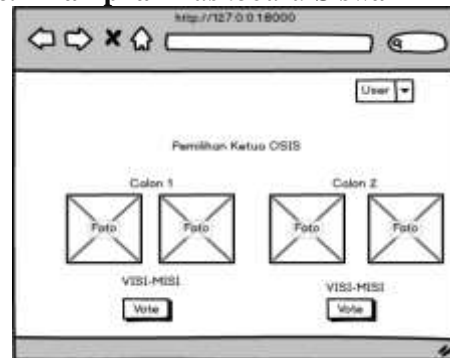 http://127.0.0.1:8000
User
Pemilihan Ketua OSIS
Calon 1 Calon 2
Foto Foto Foto Foto
VISI-MISI VISI-MISI
Vote Vote